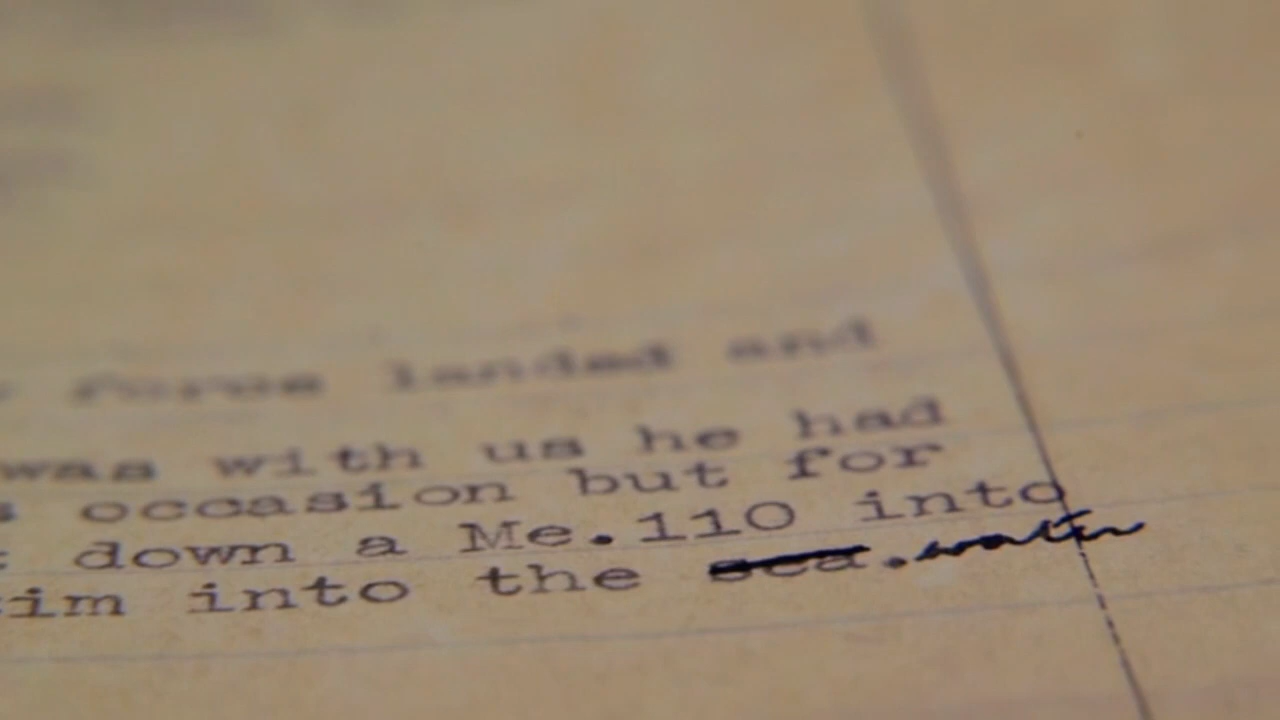 force landed and
was with us he had
occasion but for
down a Me.110 into
into the sea.water